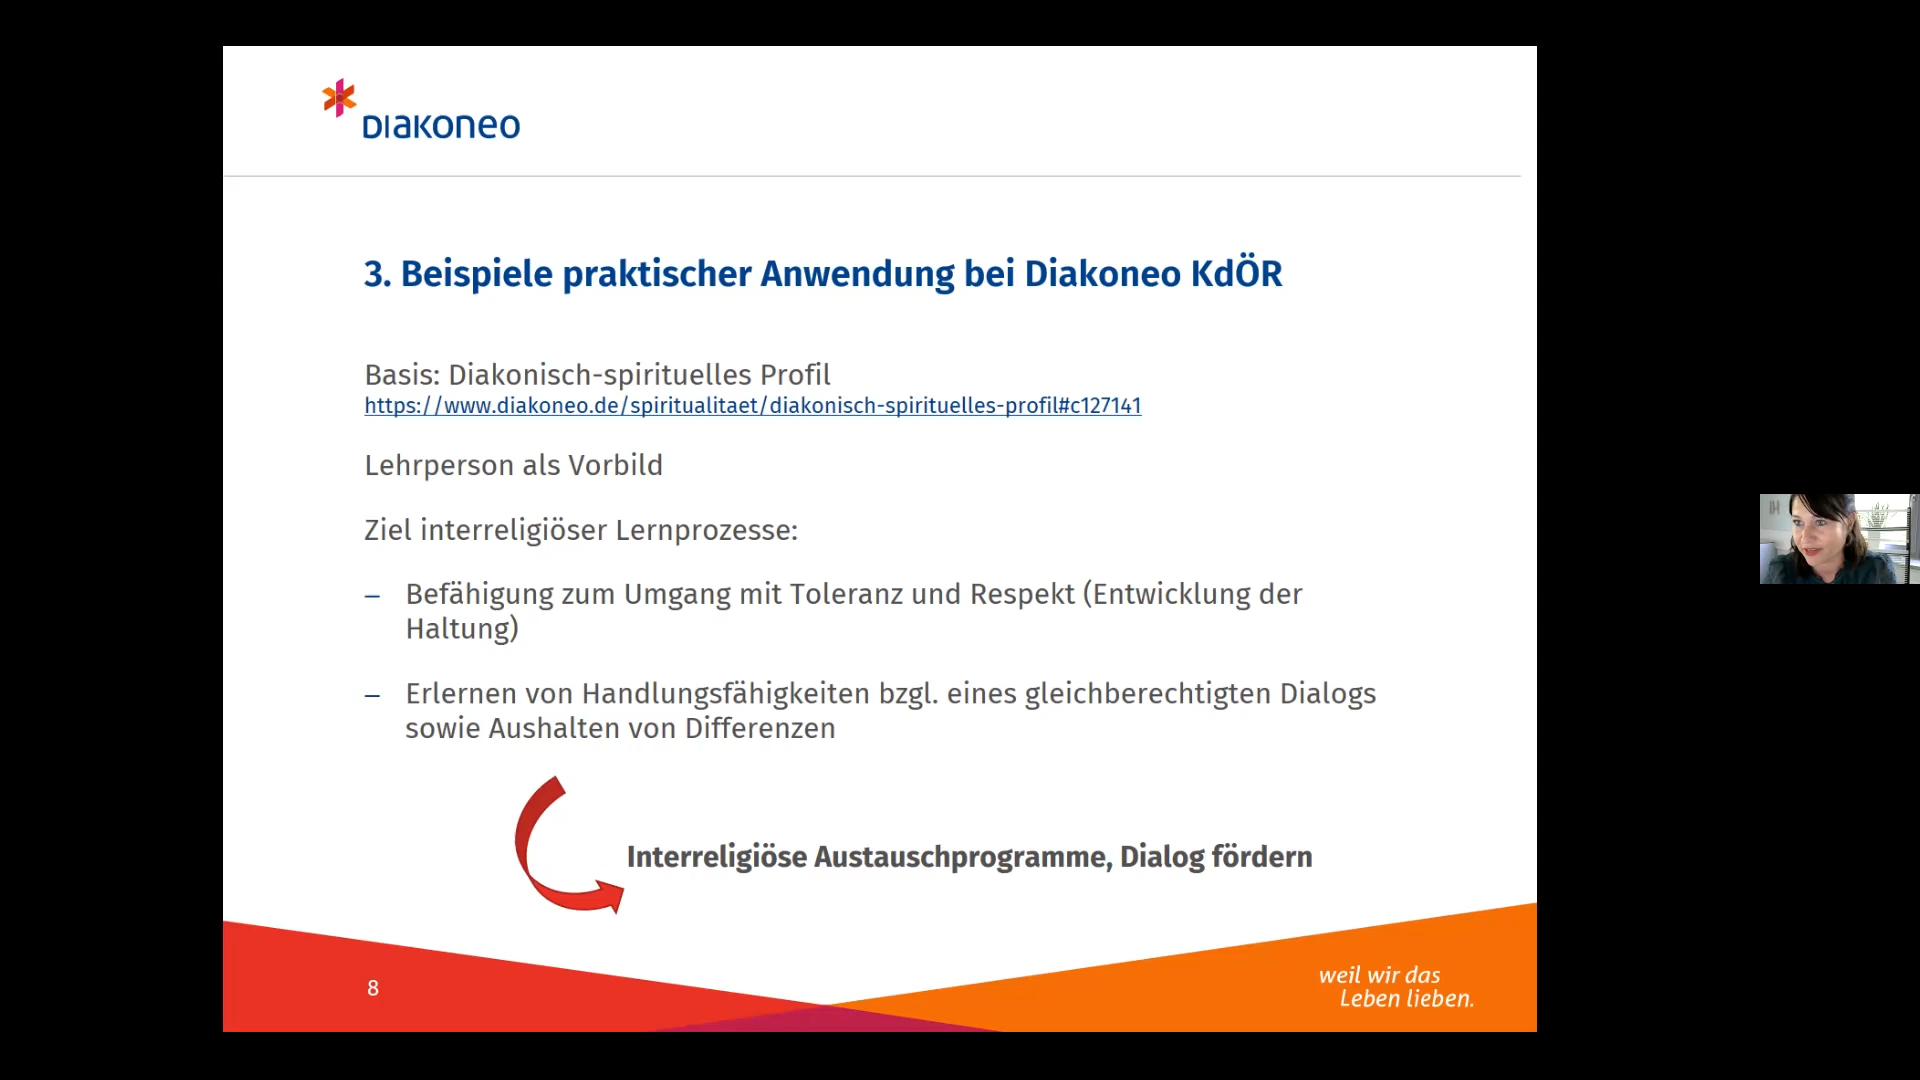 Diakoneo
3. Beispiele praktischer Anwendung bei Diakoneo KdÖR
Basis: Diakonisch-spirituelles Profil
https://www.diakoneo.de/spiritualitaet/diakonisch-spirituelles-profil#c127141
Lehrperson als Vorbild
Ziel interreligiöser Lernprozesse:
– Befähigung zum Umgang mit Toleranz und Respekt (Entwicklung der
Haltung)
– Erlernen von Handlungsfähigkeiten bzgl. eines gleichberechtigten Dialogs
sowie Aushalten von Differenzen
Interreligiöse Austauschprogramme, Dialog fördern
8
weil wir das
Leben lieben.